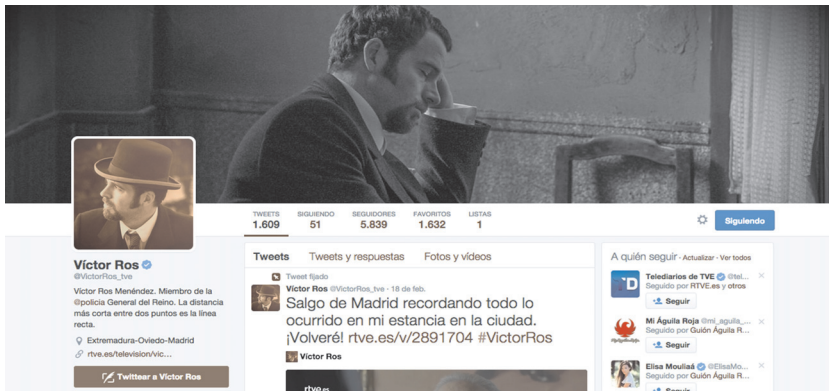 TWEETS SIGUIENDO SEGUIDORES FAVORITOS LISTAS
1.609 51 5.839 1.632 1
Siguiendo
Víctor Ros
@VictorRos_tve
Víctor Ros Menéndez. Miembro de la
@policia General del Reino. La distancia
más corta entre dos puntos es la línea
recta.
Extremadura-Oviedo-Madrid
rtve.es/television/vic...
Twittear a Víctor Ros
Tweets Tweets y respuestas Fotos y vídeos
Tweet fijado
Víctor Ros @VictorRos_tve · 18 de feb.
Salgo de Madrid recordando todo lo
ocurrido en mi estancia en la ciudad.
¡Volveré! rtve.es/v/2891704 #VictorRos
Víctor Ros
rtve.es
A quién seguir · Actualizar · Ver todos
Telediarios de TVE @tel...
Seguido por RTVE.es y otros
Seguir
Mi Águila Roja @mi_aguila_...
Seguido por Guión Águila R...
Seguir
Elisa Mouliaá @ElisaMo...
Seguido por Guión Águila R...
Seguir